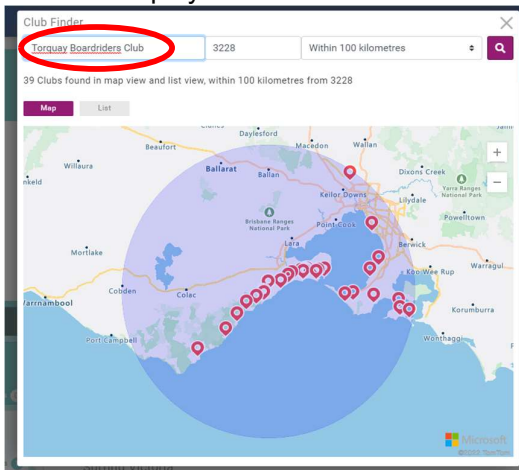 Club Finder
Torquay Boardriders Club
3228
Within 100 kilometres
39 Clubs found in map view and list view, within 100 kilometres from 3228
Map
List
Daylesford
Macedon
Wallan
Beaufort
Willaura
Ballarat
Ballan
Dixons Creek
Yarra Ranges
National Park
Keilor Downs
Lilydale
Brisbane Ranges
National Park
Point Cook
Powelltown
Lara
Berwick
Mortlake
Koo Wee Rup
Warragul
Cobden
Colac
Warrnambool
Korumburra
Port Campbell
Wonthaggi
Microsoft